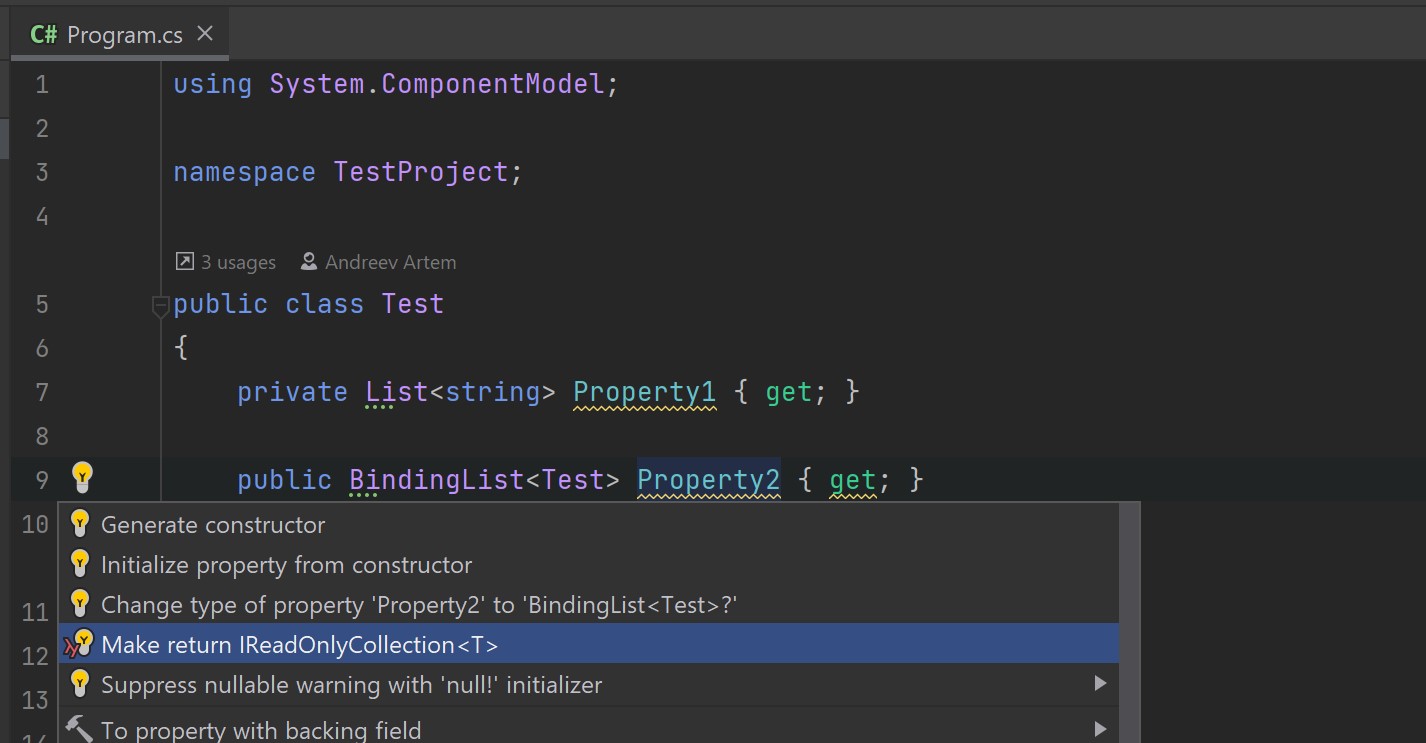 C# Program.cs
1 using System.ComponentModel;
2
3 namespace TestProject;
4
3 usages Andreev Artem
5 public class Test
6 {
7 private List<string> Property1 { get; }
8
9 public BindingList<Test> Property2 { get; }
10 Generate constructor
Initialize property from constructor
11 Change type of property 'Property2' to 'BindingList<Test>?'
12 Make return IReadOnlyCollection<T>
13 Suppress nullable warning with 'null!' initializer
14 To property with backing field